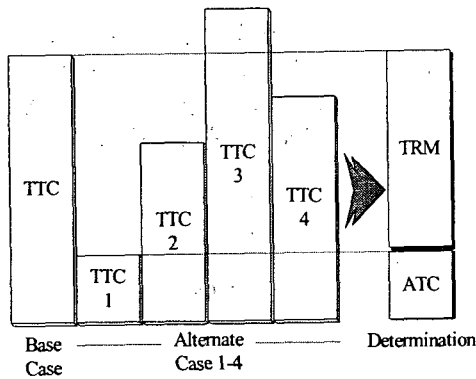 TTC
TTC
1
TTC
2
TTC
3
TTC
4
TRM
ATC
Base
Case
Alternate
Case 1-4
Determination